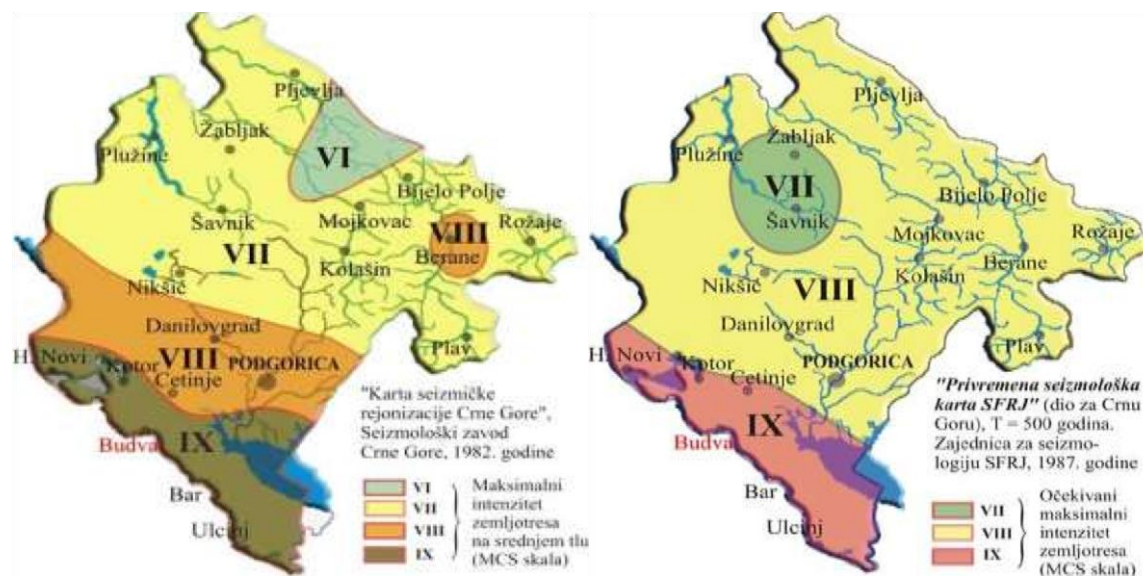 Pljevlja
Žabljak
VI
Plužine
Bijelo Polje
Šavnik
Mojkovac
Rožaje
VIII
VII
Berane
Kolašin
Nikšić
Danilovgrad
Plav
H. Novi
VIII
Kotor
PODGORICA
Cetinje
IX
Budva
Bar
Ulcinj
"Karta seizmičke
rejonizacije Crne Gore",
Seizmološki zavod
Crne Gore, 1982. godine
VI
VII
VIII
IX
Maksimalni
intenzitet
zemljotresa
na srednjem tlu
(MCS skala)
Pljevlja
Žabljak
Plužine
VII
Bijelo Polje
Šavnik
Mojkovac
Rožaje
Berane
Kolašin
Nikšić
VIII
Danilovgrad
Plav
H. Novi
Kotor
PODGORICA
Cetinje
IX
Budva
Bar
Ulcinj
"Privremena seizmološka
karta SFRJ" (dio za Crnu
Goru), T = 500 godina.
Zajednica za seizmo-
logiju SFRJ, 1987. godine
VII
VIII
IX
Očekivani
maksimalni
intenzitet
zemljotresa
(MCS skala)